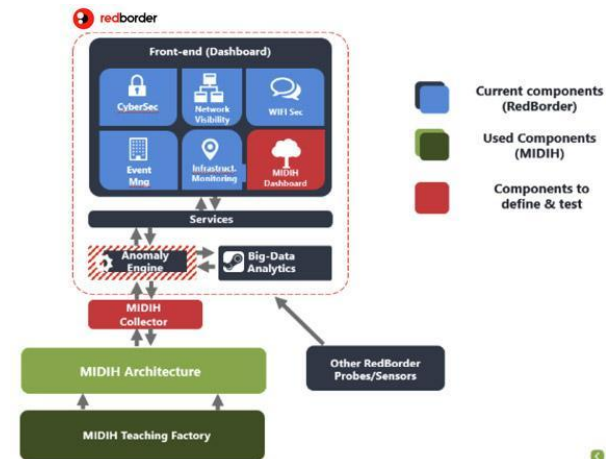 redborder
Front-end (Dashboard)
CyberSec
Network
Visibility
WIFI Sec
Event
Mng
Infrastruct.
Monitoring
MIDIH
Dashboard
Services
Anomaly
Engine
Big-Data
Analytics
MIDIH
Collector
MIDIH Architecture
Other RedBorder
Probes/Sensors
MIDIH Teaching Factory
Current components
(RedBorder)
Used Components
(MIDIH)
Components to
define & test